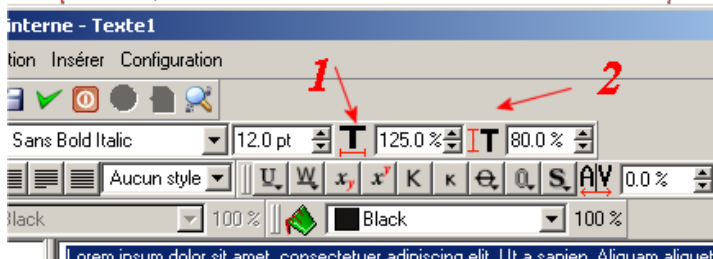 interne - Texte1
tion Insérer Configuration
1
2
Sans Bold Italic 12.0 pt T 125.0 % T 80.0 %
Aucun style U W x, x' K K O 0 S A|V 0.0 %
Black 100 % Black 100 %
Lorem ipsum dolor sit amet, consectetuer adipiscing elit. Ut a sapien. Aliquam aliquet